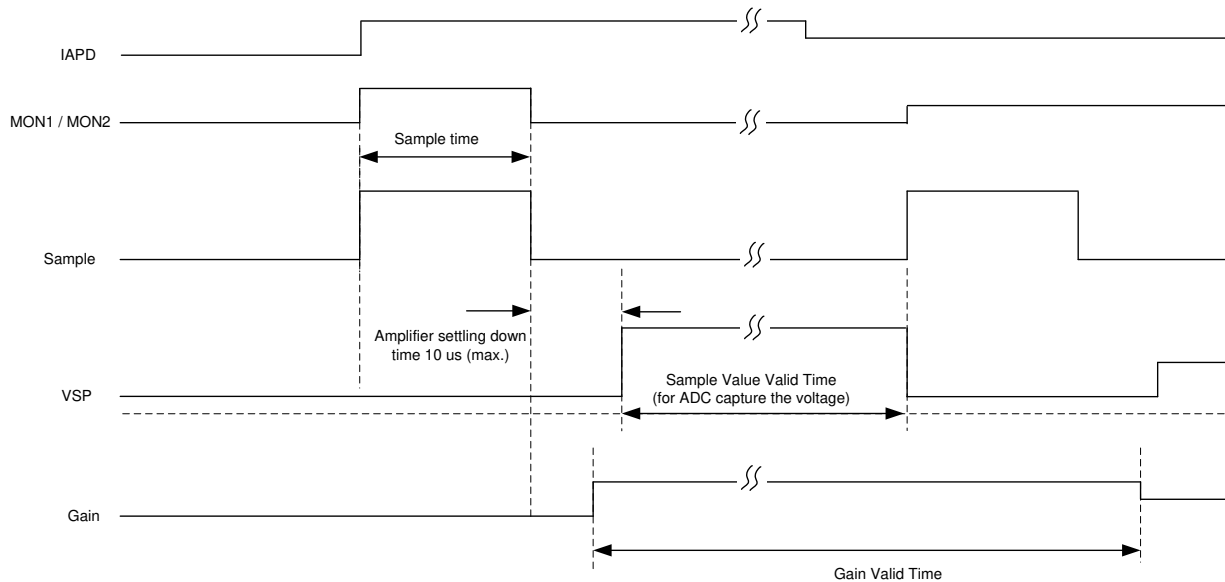 IAPD
MON1 / MON2
Sample time
Sample
Amplifier settling down
time 10 us (max.)
Sample Value Valid Time
(for ADC capture the voltage)
VSP
Gain
Gain Valid Time